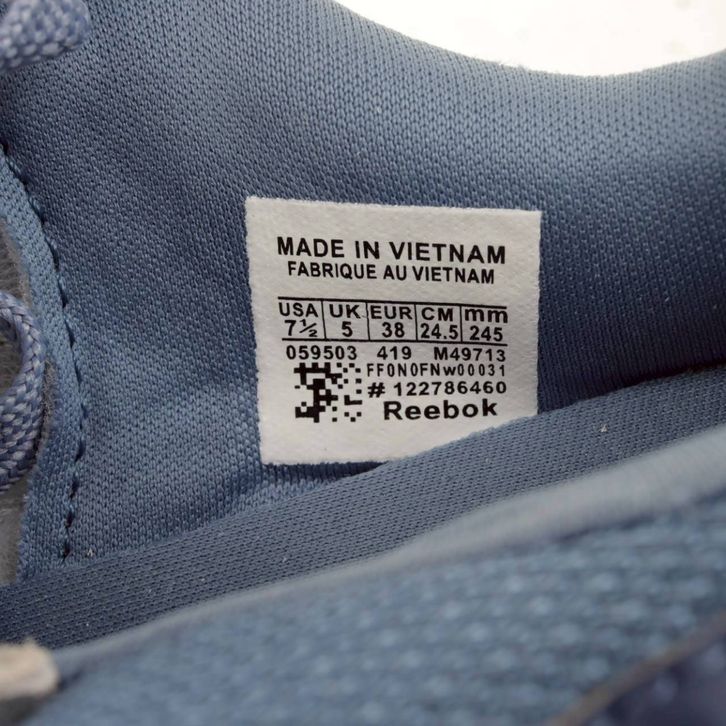 MADE IN VIETNAM
FABRIQUE AU VIETNAM
USA UK EUR CM mm
7½ 5 38 24.5 245
059503 419 M49713
FF0N0FNw00031
# 122786460
Reebok